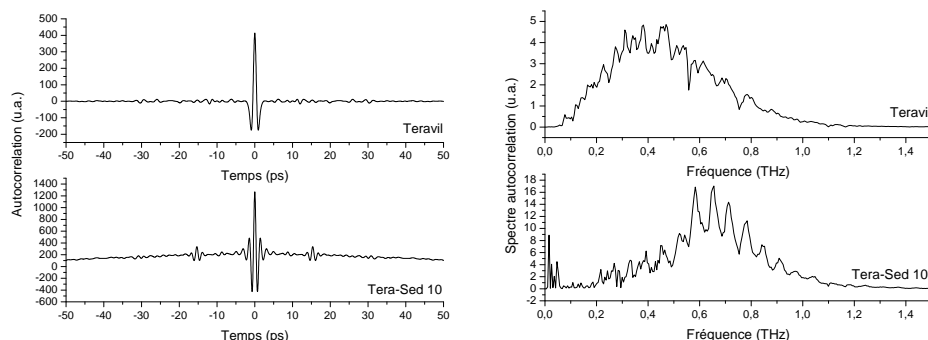 Autocorrelation (u.a.)
500
400
300
200
100
0
-100
-200
Teravil
-50 -40 -30 -20 -10 0 10 20 30 40 50
Temps (ps)
1400
1200
1000
800
600
400
200
0
-200
-400
-600
Tera-Sed 10
-50 -40 -30 -20 -10 0 10 20 30 40 50
Temps (ps)
Spectre autocorrelation (u.a.)
5
4
3
2
1
0
Teravi
0,0 0,2 0,4 0,6 0,8 1,0 1,2 1,4
Fréquence (THz)
18
16
14
12
10
8
6
4
2
0
-2
Tera-Sed 10
0,0 0,2 0,4 0,6 0,8 1,0 1,2 1,4
Fréquence (THz)